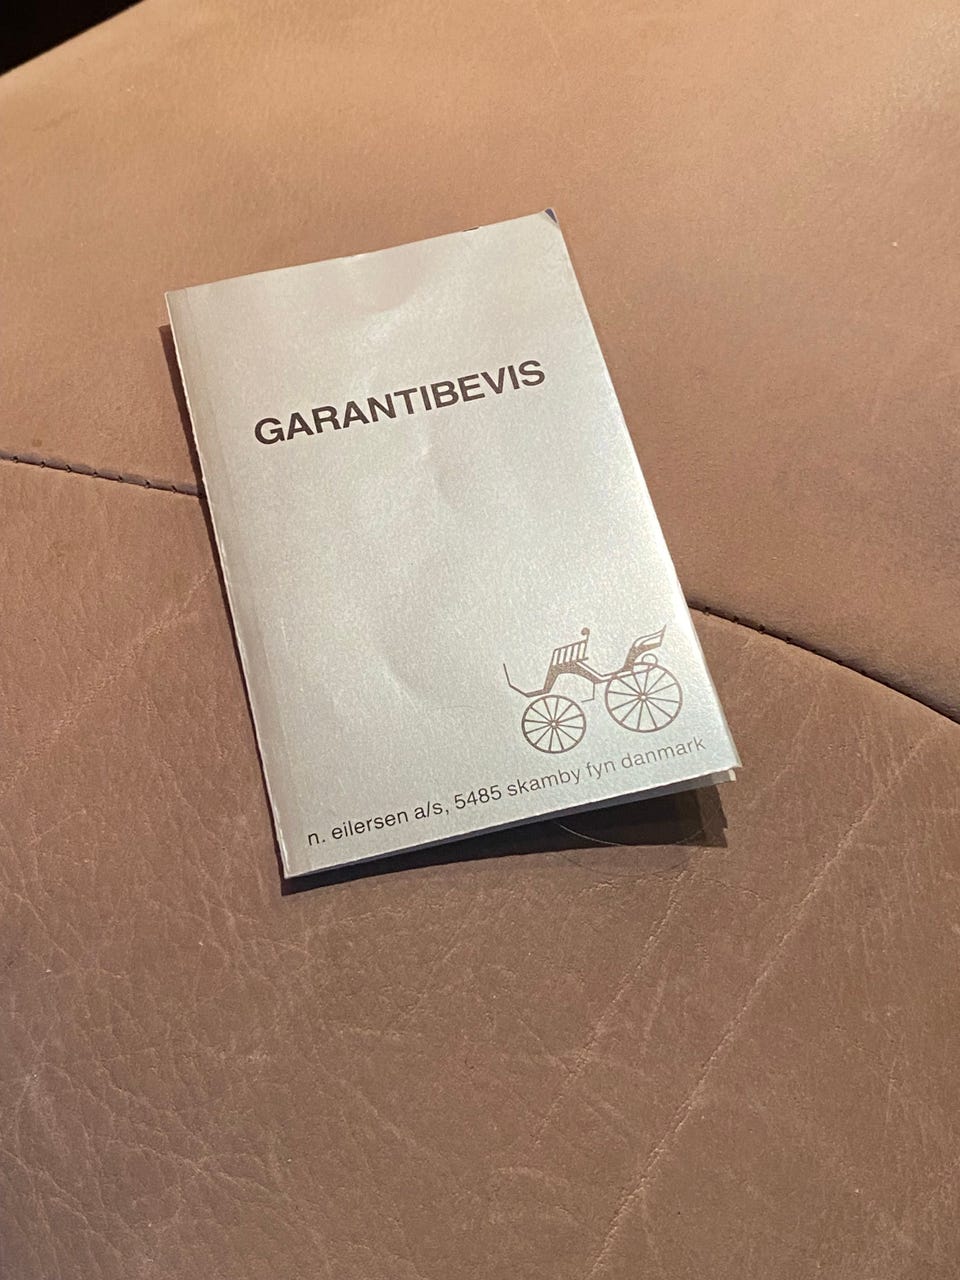 GARANTIBEVIS
n. eilersen a/s, 5485 skamby fyn danmark